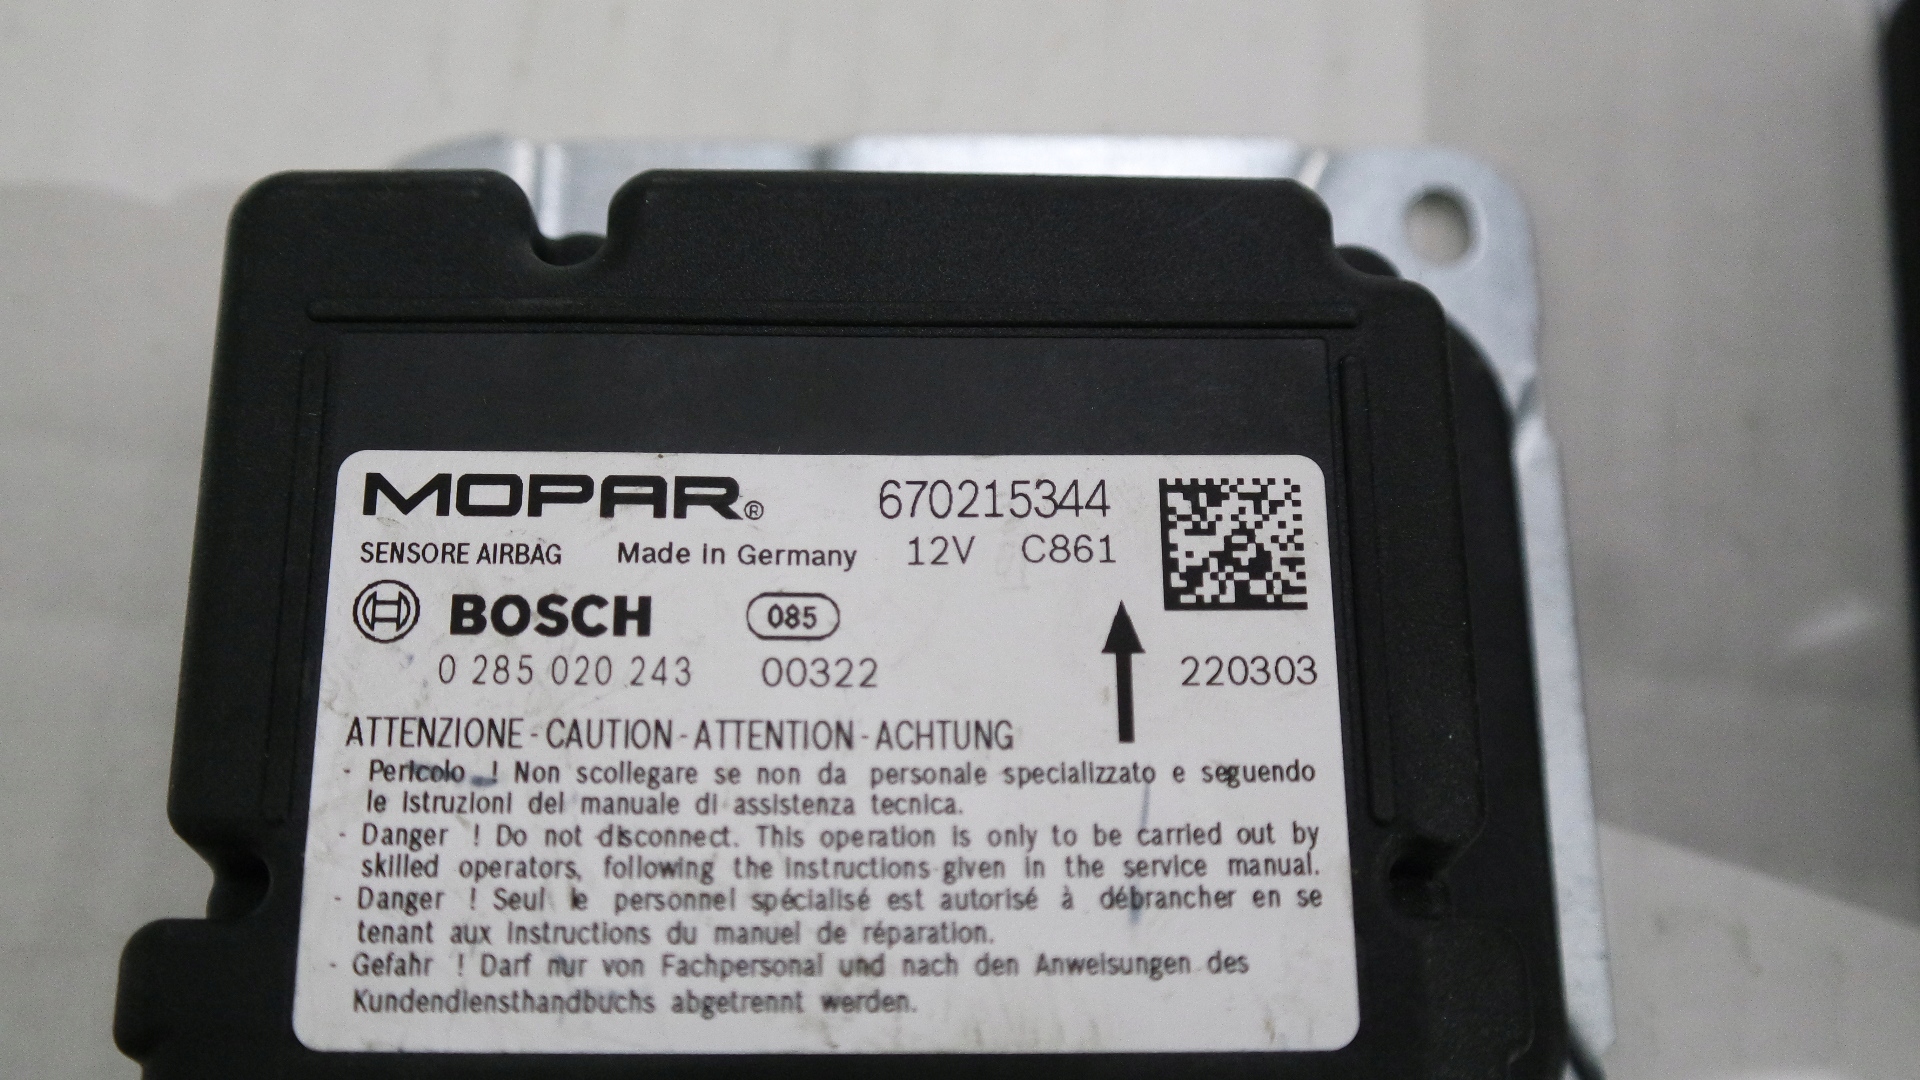 MOPAR® 670215344
SENSORE AIRBAG Made in Germany 12V C861
BOSCH 085
0 285 020 243 00322 220303
ATTENZIONE - CAUTION - ATTENTION - ACHTUNG
- Pericolo ! Non scollegare se non da personale specializzato e seguendo
le istruzioni del manuale di assistenza tecnica.
- Danger ! Do not disconnect. This operation is only to be carried out by
skilled operators, following the instructions given in the service manual.
- Danger ! Seul le personnel spécialisé est autorisé à débrancher en se
tenant aux instructions du manuel de réparation.
- Gefahr ! Darf nur von Fachpersonal und nach den Anweisungen des
Kundendiensthandbuchs abgetrennt werden.